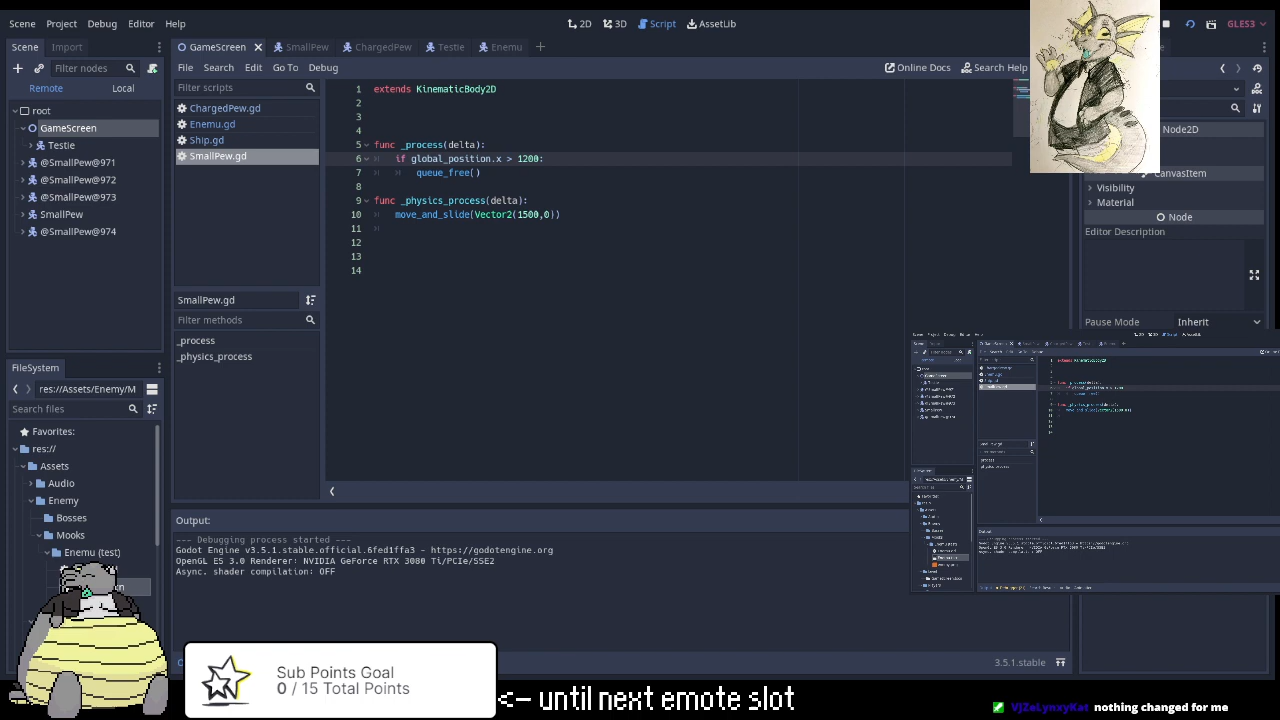 Scene Project Debug Editor Help
2D 3D Script AssetLib
GLES3
Scene Import
GameScreen SmallPew ChargedPew Testie Enemu
Filter nodes
File Search Edit Go To Debug
Online Docs Search Help
Remote Local
Filter scripts
root
GameScreen
Testie
@SmallPew@971
@SmallPew@972
@SmallPew@973
SmallPew
@SmallPew@974
ChargedPew.gd
Enemu.gd
Ship.gd
SmallPew.gd
SmallPew.gd
Filter methods
_process
_physics_process
1 extends KinematicBody2D
2
3
4
5 func _process(delta):
6 if global_position.x > 1200:
7 queue_free()
8
9 func _physics_process(delta):
10 move_and_slide(Vector2(1500,0))
11
12
13
14
Node2D
CanvasItem
Visibility
Material
Node
Editor Description
Pause Mode Inherit
FileSystem
res://Assets/Enemy/M
Search files
Favorites:
res://
Assets
Audio
Enemy
Bosses
Mooks
Enemu (test)
Output:
--- Debugging process started ---
Godot Engine v3.5.1.stable.official.6fed1ffa3 - https://godotengine.org
OpenGL ES 3.0 Renderer: NVIDIA GeForce RTX 3080 Ti/PCIe/SSE2
Async. shader compilation: OFF
3.5.1.stable
Sub Points Goal
0 / 15 Total Points
<- until next emote slot
VjZeLynxyKat nothing changed for me